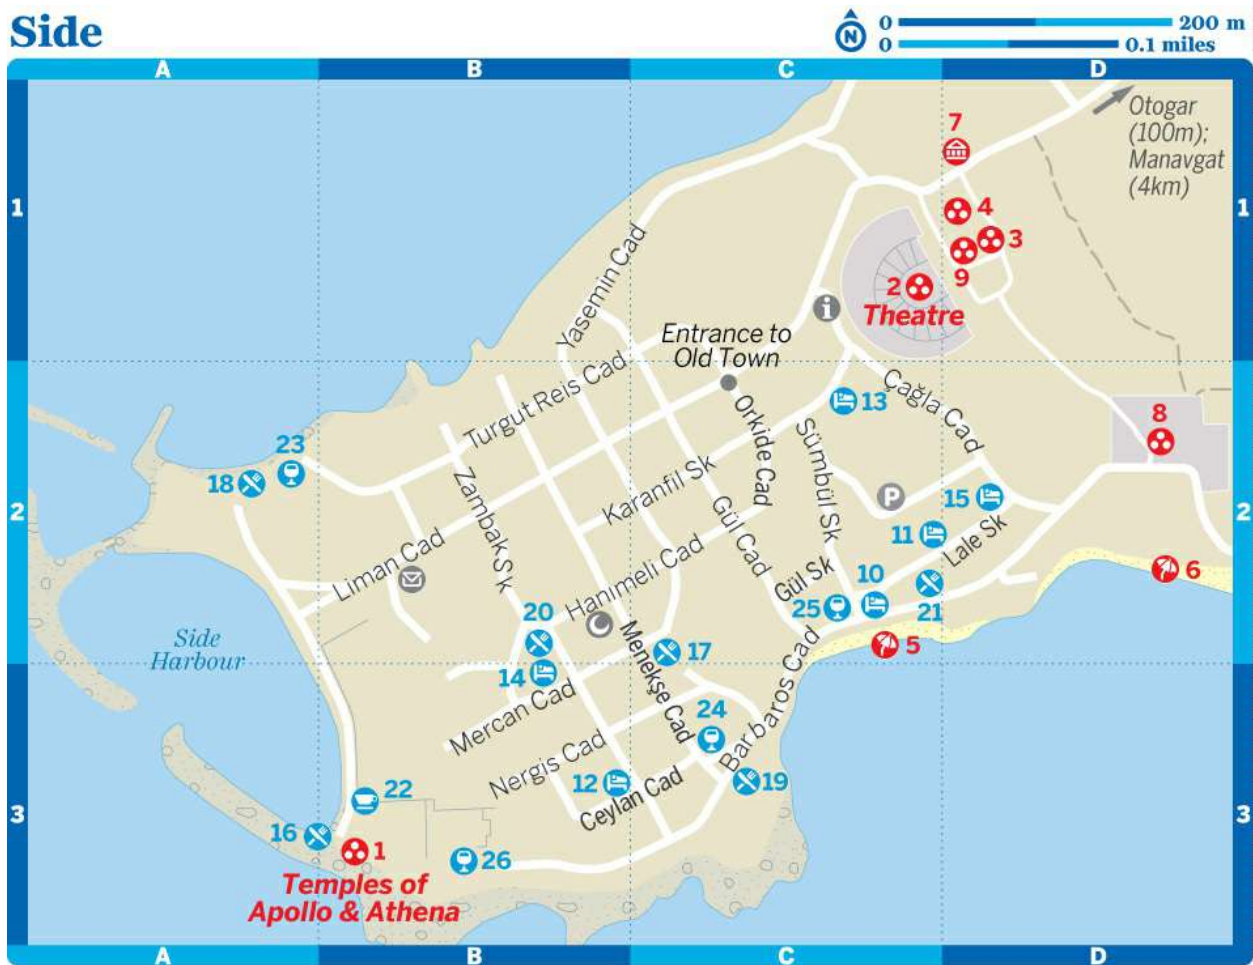 Side
N
0 200 m
0 0.1 miles
A B C D
1
1
2
2
3
3
Otogar
(100m);
Manavgat
(4km)
7
4
3
9
2
Theatre
i
Yasemin Cad
Entrance to
Old Town
Turgut Reis Cad
Çağla Cad
13
8
23
18
Orkide Cad
Sümbül Sk
Karanfil Sk
Zambak Sk
Gül Cad
P
15
11
Lale Sk
Liman Cad
Hanımeli Cad
Gül Sk
10
6
25
21
20
5
Side
Harbour
Menekşe Cad
17
14
Mercan Cad
Barbaros Cad
24
Nergis Cad
12
19
Ceylan Cad
22
16
1
26
Temples of
Apollo & Athena
A B C D